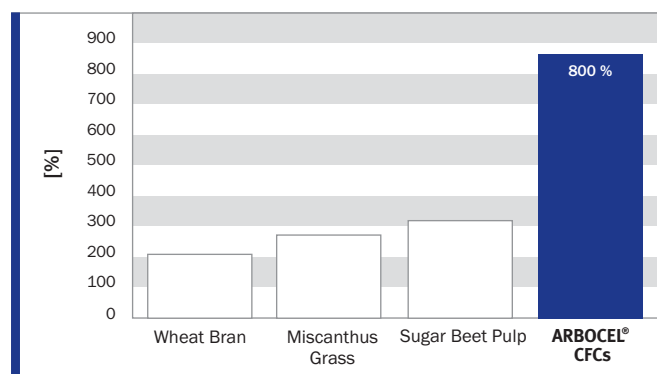 900
800
700
600
500
400
300
200
100
0
[%]
800 %
Wheat Bran
Miscanthus
Grass
Sugar Beet Pulp
ARBOCEL®
CFCs